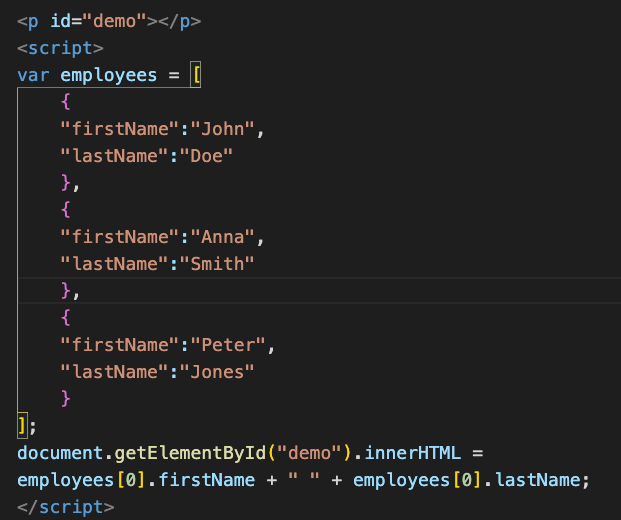 <p id="demo"></p>
<script>
var employees = [
    {
    "firstName":"John",
    "lastName":"Doe"
    },
    {
    "firstName":"Anna",
    "lastName":"Smith"
    },
    {
    "firstName":"Peter",
    "lastName":"Jones"
    }
];
document.getElementById("demo").innerHTML =
employees[0].firstName + " " + employees[0].lastName;
</script>